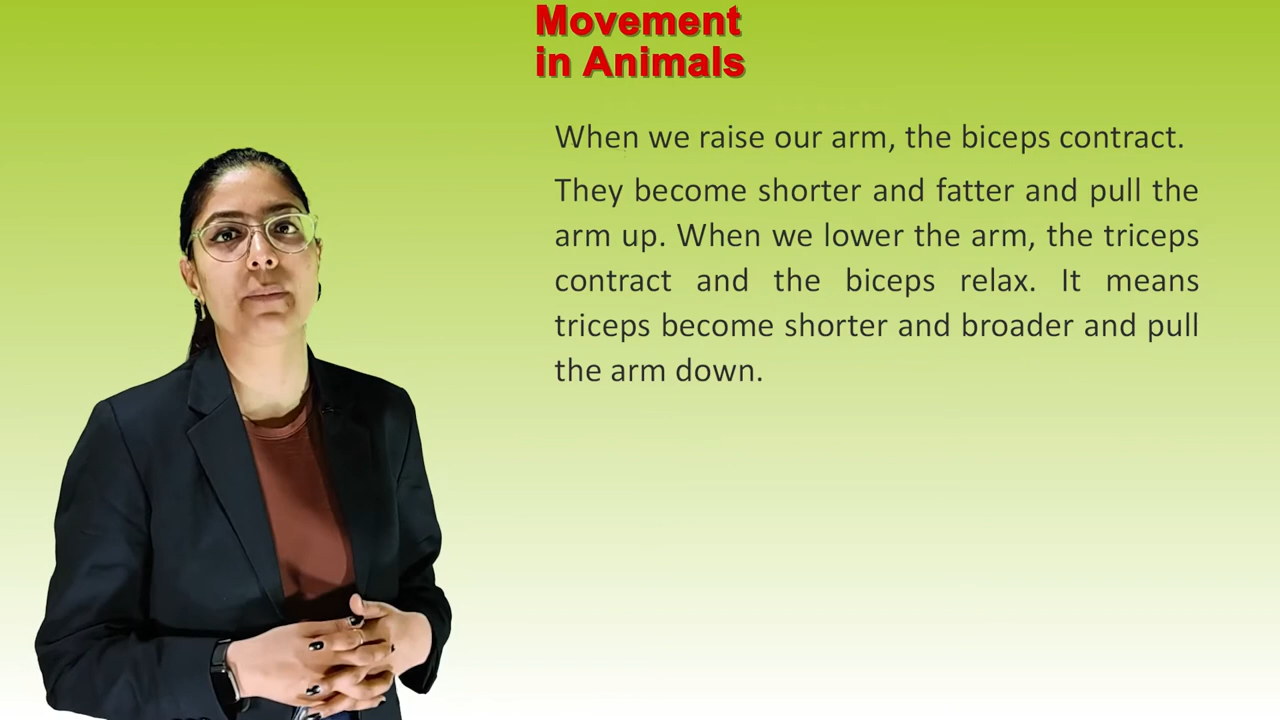 Movement
in Animals
When we raise our arm, the biceps contract.
They become shorter and fatter and pull the
arm up. When we lower the arm, the triceps
contract and the biceps relax. It means
triceps become shorter and broader and pull
the arm down.